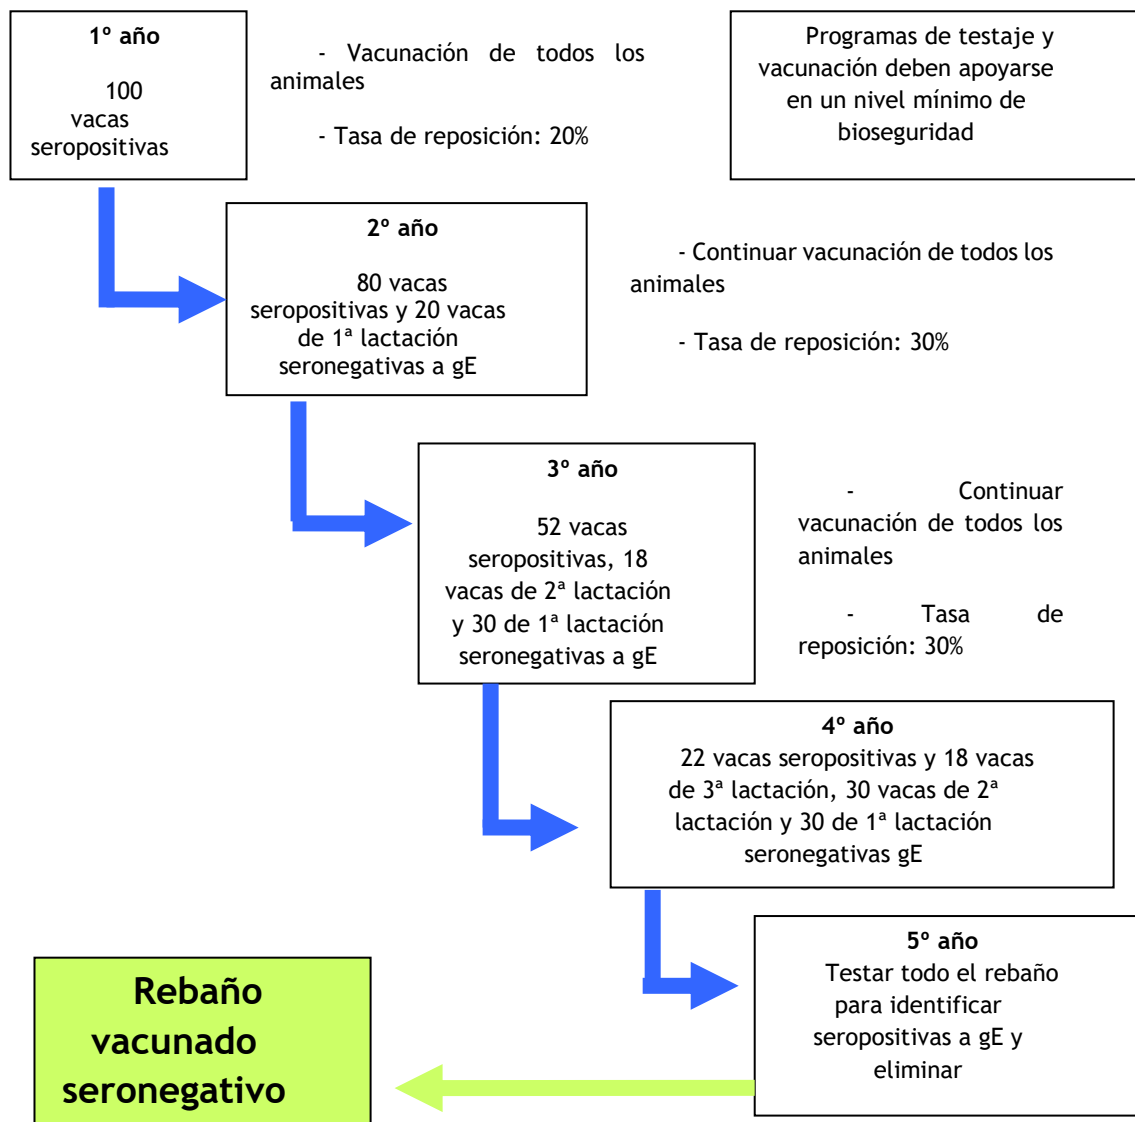 1º año
100
vacas
seropositivas
- Vacunación de todos los
animales
- Tasa de reposición: 20%
Programas de testaje y
vacunación deben apoyarse
en un nivel mínimo de
bioseguridad
2º año
80 vacas
seropositivas y 20 vacas
de 1ª lactación
seronegativas a gE
- Continuar vacunación de todos los
animales
- Tasa de reposición: 30%
3º año
52 vacas
seropositivas, 18
vacas de 2ª lactación
y 30 de 1ª lactación
seronegativas a gE
- Continuar
vacunación de todos los
animales
- Tasa de
reposición: 30%
4º año
22 vacas seropositivas y 18 vacas
de 3ª lactación, 30 vacas de 2ª
lactación y 30 de 1ª lactación
seronegativas gE
5º año
Testar todo el rebaño
para identificar
seropositivas a gE y
eliminar
Rebaño
vacunado
seronegativo